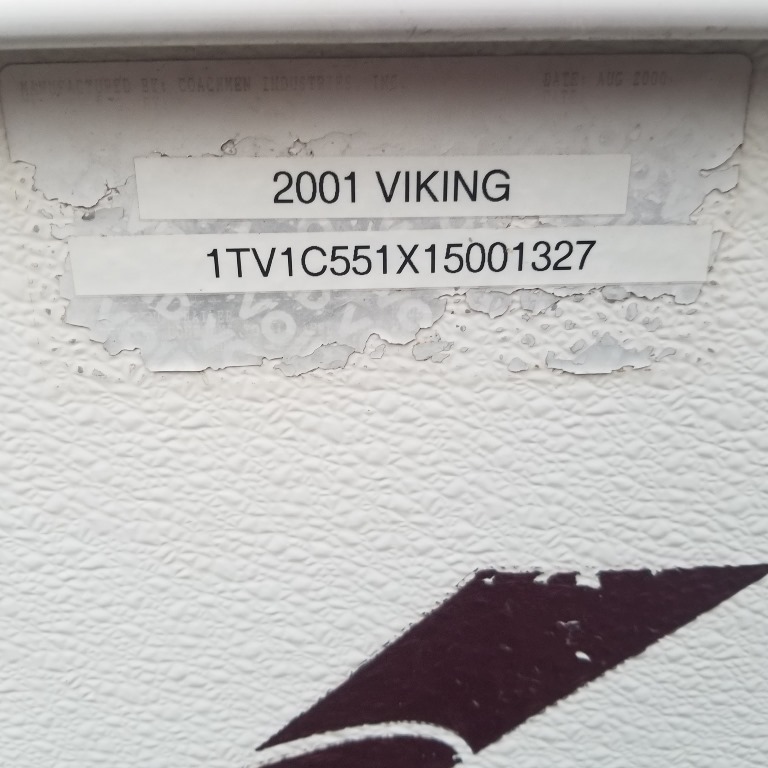 MANUFACTURED BY: COACHMEN INDUSTRIES, INC. DATE: AUG 2000
2001 VIKING
1TV1C551X15001327